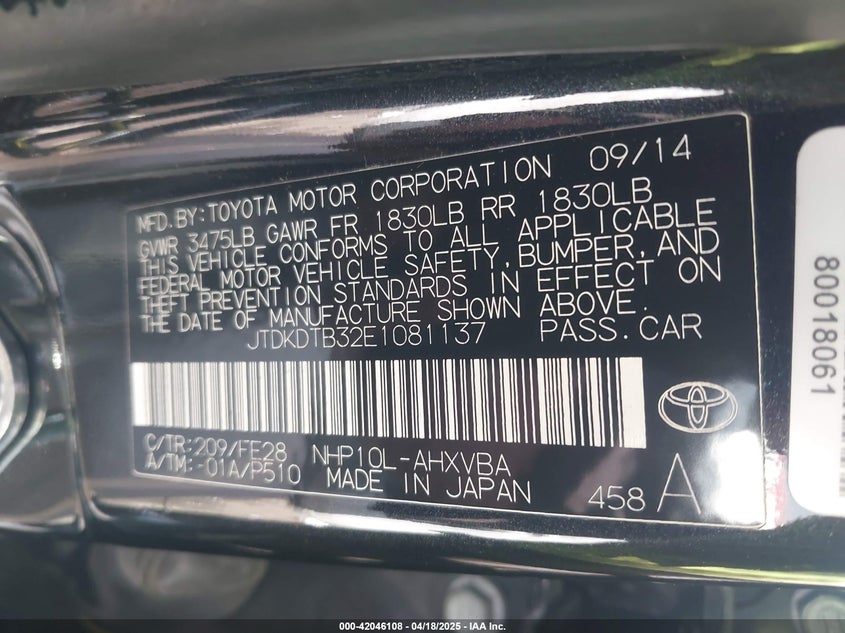 MFD. BY: TOYOTA MOTOR CORPORATION 09/14
GVWR 3475LB GAWR FR 1830LB RR 1830LB
THIS VEHICLE CONFORMS TO ALL APPLICABLE
FEDERAL MOTOR VEHICLE SAFETY, BUMPER, AND
THEFT PREVENTION STANDARDS IN EFFECT ON
THE DATE OF MANUFACTURE SHOWN ABOVE.
JTDKDTB32E1081137 PASS.CAR
C/TR: 209/FE28 NHP10L-AHXVBA
A/TM: -01A/P510 MADE IN JAPAN
458 A
80018061
000-42046108 - 04/18/2025 - IAA Inc.